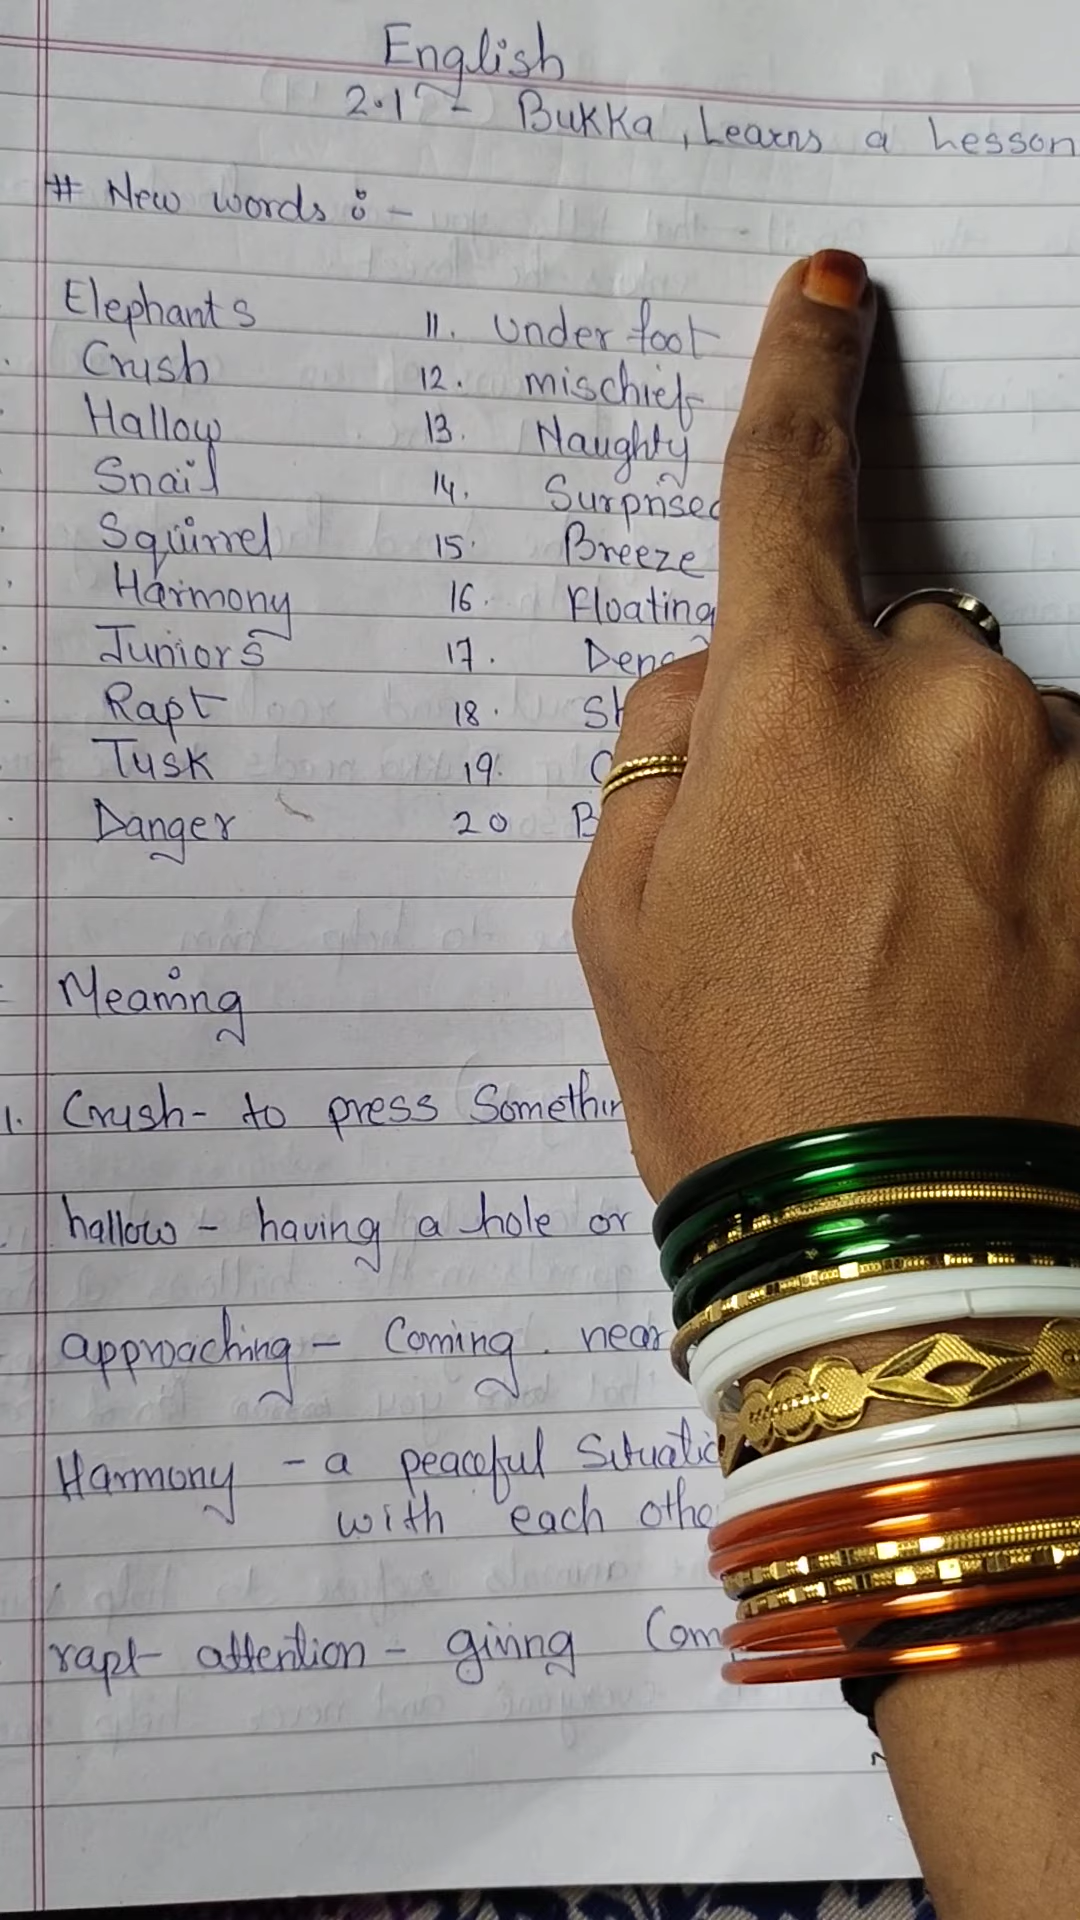 English
2.1 - Bukka, Learns a Lesson
# New words :-
Elephants 11. Under foot
Crush 12. mischief
Hallow 13. Naughty
Snail 14. Surprised
Squirrel 15. Breeze
Harmony 16. Floating
Juniors 17.
Rapt 18.
Tusk 19.
Danger 20
Meaning
1. Crush - to press
hallow - having a hole or
approaching - Coming near
Harmony - a peaceful
with each
rapt attention - giving